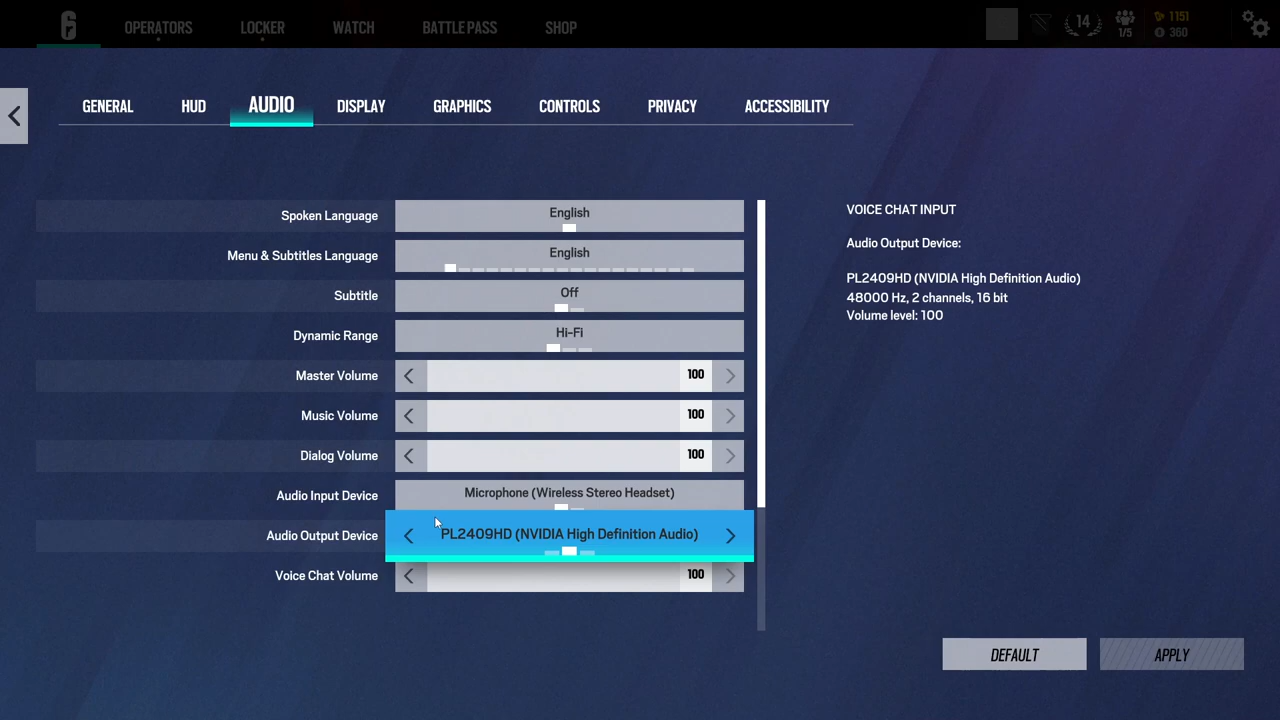 6 OPERATORS LOCKER WATCH BATTLE PASS SHOP 14 1/5 1151 360
GENERAL HUD AUDIO DISPLAY GRAPHICS CONTROLS PRIVACY ACCESSIBILITY
Spoken Language English
Menu & Subtitles Language English
Subtitle Off
Dynamic Range Hi-Fi
Master Volume 100
Music Volume 100
Dialog Volume 100
Audio Input Device Microphone (Wireless Stereo Headset)
Audio Output Device PL2409HD (NVIDIA High Definition Audio)
Voice Chat Volume 100
VOICE CHAT INPUT
Audio Output Device:
PL2409HD (NVIDIA High Definition Audio)
48000 Hz, 2 channels, 16 bit
Volume level: 100
DEFAULT APPLY